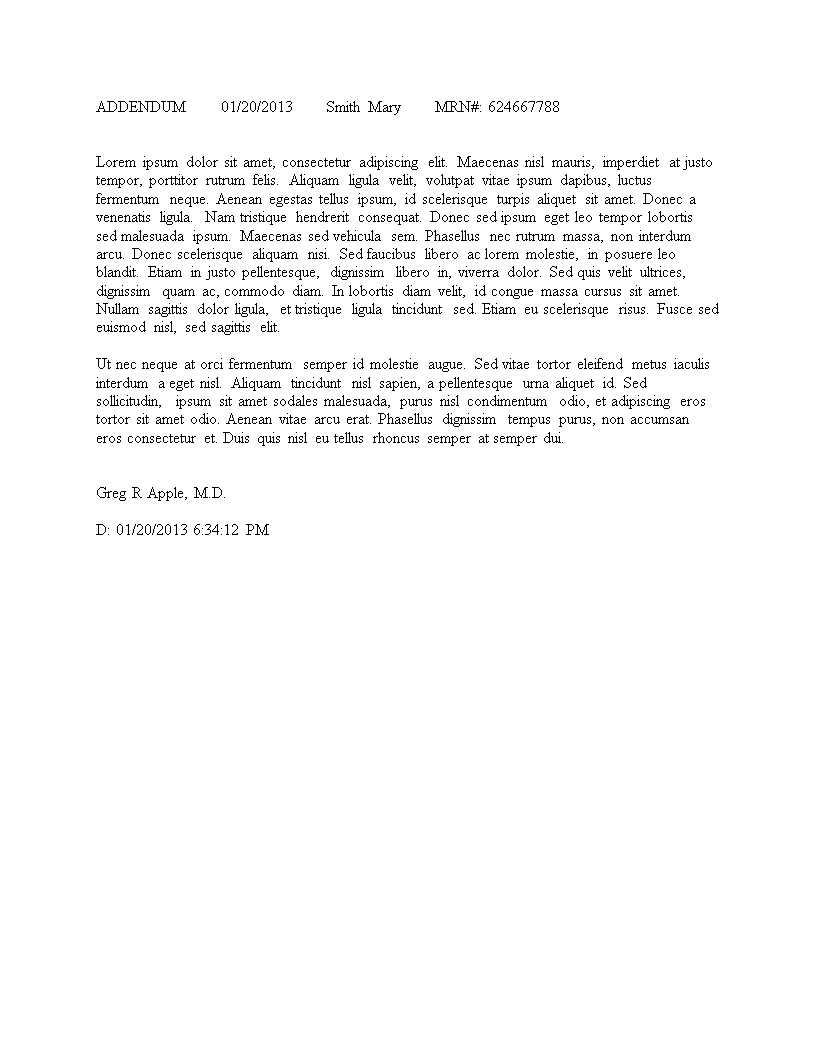 ADDENDUM 01/20/2013 Smith Mary MRN#: 624667788
Lorem ipsum dolor sit amet, consectetur adipiscing elit. Maecenas nisl mauris, imperdiet at justo
tempor, porttitor rutrum felis. Aliquam ligula velit, volutpat vitae ipsum dapibus, luctus
fermentum neque. Aenean egestas tellus ipsum, id scelerisque turpis aliquet sit amet. Donec a
venenatis ligula. Nam tristique hendrerit consequat. Donec sed ipsum eget leo tempor lobortis
sed malesuada ipsum. Maecenas sed vehicula sem. Phasellus nec rutrum massa, non interdum
arcu. Donec scelerisque aliquam nisi. Sed faucibus libero ac lorem molestie, in posuere leo
blandit. Etiam in justo pellentesque, dignissim libero in, viverra dolor. Sed quis velit ultrices,
dignissim quam ac, commodo diam. In lobortis diam velit, id congue massa cursus sit amet.
Nullam sagittis dolor ligula, et tristique ligula tincidunt sed. Etiam eu scelerisque risus. Fusce sed
euismod nisl, sed sagittis elit.
Ut nec neque at orci fermentum semper id molestie augue. Sed vitae tortor eleifend metus iaculis
interdum a eget nisl. Aliquam tincidunt nisl sapien, a pellentesque urna aliquet id. Sed
sollicitudin, ipsum sit amet sodales malesuada, purus nisl condimentum odio, et adipiscing eros
tortor sit amet odio. Aenean vitae arcu erat. Phasellus dignissim tempus purus, non accumsan
eros consectetur et. Duis quis nisl eu tellus rhoncus semper at semper dui.
Greg R Apple, M.D.
D: 01/20/2013 6:34:12 PM